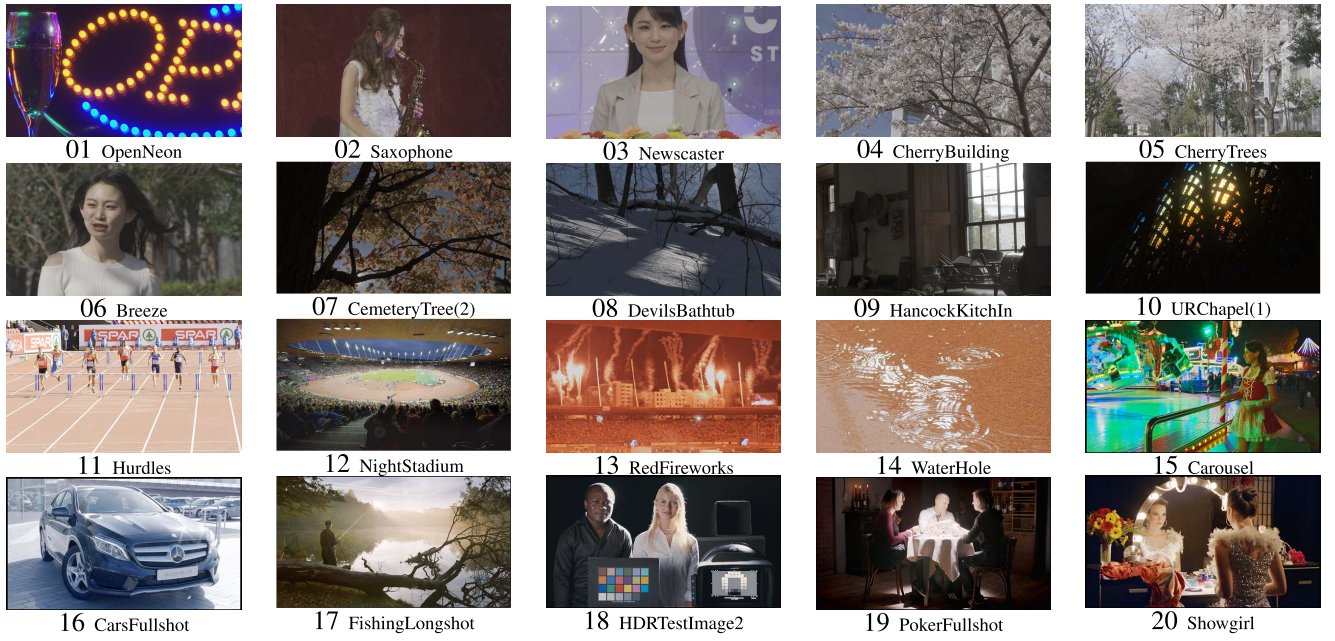 OP
C
ST
01 OpenNeon
02 Saxophone
03 Newscaster
04 CherryBuilding
05 CherryTrees
06 Breeze
07 CemeteryTree(2)
08 DevilsBathtub
09 HancockKitchIn
10 URChapel(1)
SPAR SPAR
11 Hurdles
12 NightStadium
13 RedFireworks
14 WaterHole
15 Carousel
16 CarsFullshot
17 FishingLongshot
18 HDRTestImage2
19 PokerFullshot
20 Showgirl